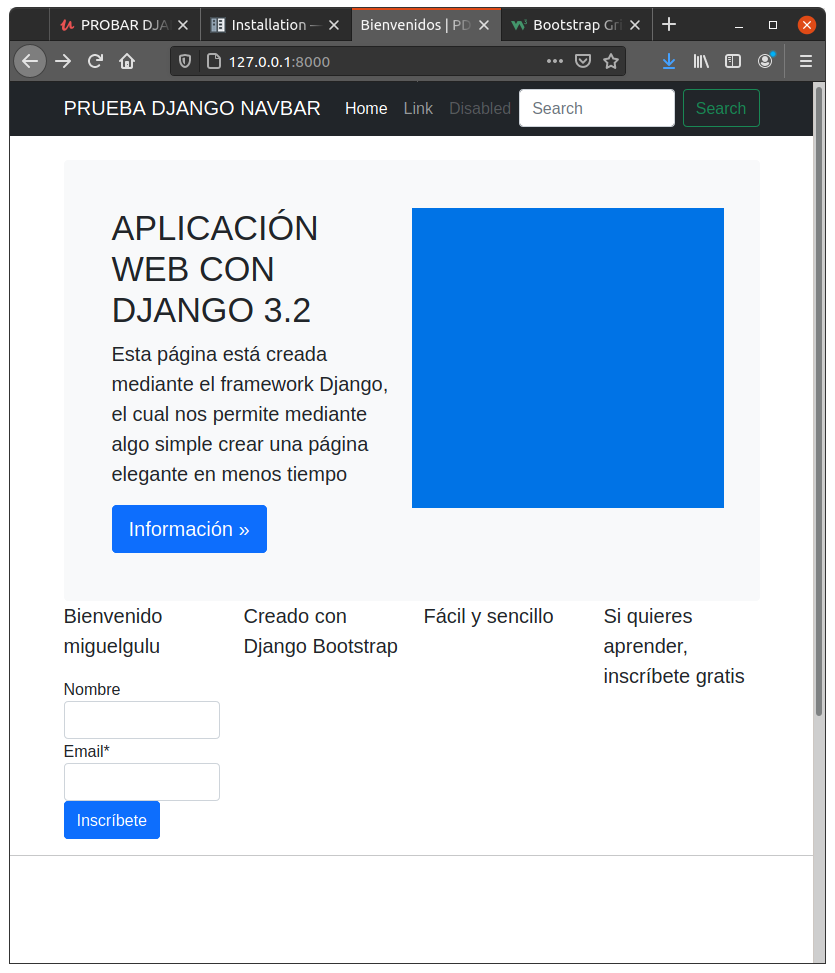 PROBAR DJA
Installation —
Bienvenidos | PD
Bootstrap Gri
127.0.0.1:8000
PRUEBA DJANGO NAVBAR Home Link Disabled Search Search
APLICACIÓN
WEB CON
DJANGO 3.2
Esta página está creada
mediante el framework Django,
el cual nos permite mediante
algo simple crear una página
elegante en menos tiempo
Información »
Bienvenido
miguelgulu
Creado con
Django Bootstrap
Fácil y sencillo
Si quieres
aprender,
inscríbete gratis
Nombre
Email*
Inscríbete